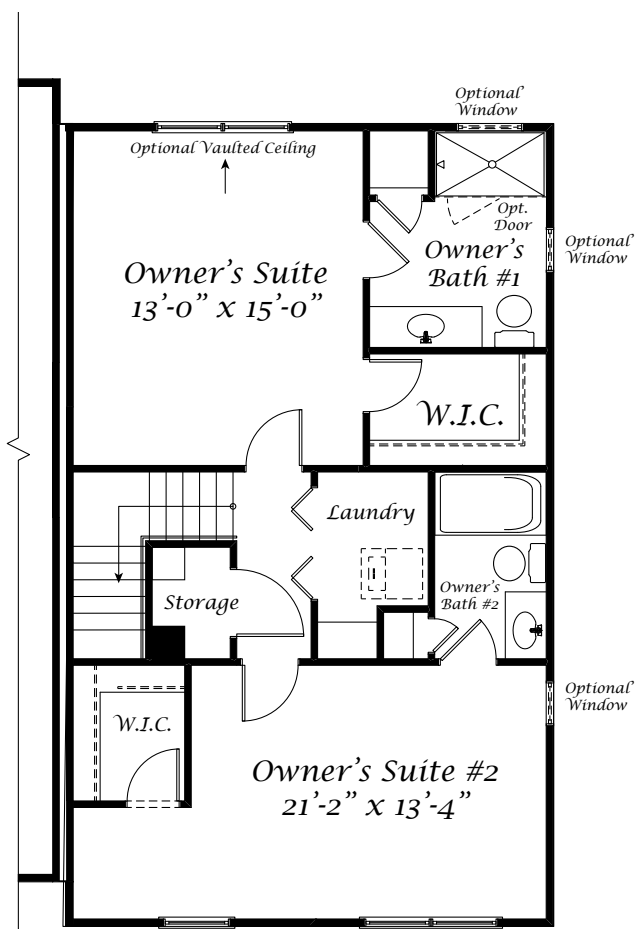 Optional
Window
Optional Vaulted Ceiling
Opt.
Door
Owner's
Bath #1
Optional
Window
Owner's Suite
13'-0" x 15'-0"
W.I.C.
Laundry
Storage
Owner's
Bath #2
Optional
Window
W.I.C.
Owner's Suite #2
21'-2" x 13'-4"